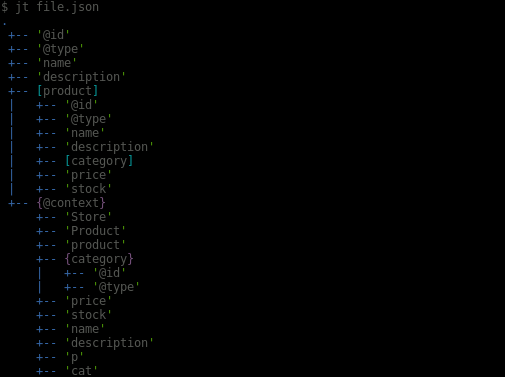 $ jt file.json
.
 +-- '@id'
 +-- '@type'
 +-- 'name'
 +-- 'description'
 +-- [product]
 |   +-- '@id'
 |   +-- '@type'
 |   +-- 'name'
 |   +-- 'description'
 |   +-- [category]
 |   +-- 'price'
 |   +-- 'stock'
 +-- {@context}
     +-- 'Store'
     +-- 'Product'
     +-- 'product'
     +-- {category}
     |   +-- '@id'
     |   +-- '@type'
     +-- 'price'
     +-- 'stock'
     +-- 'name'
     +-- 'description'
     +-- 'p'
     +-- 'cat'